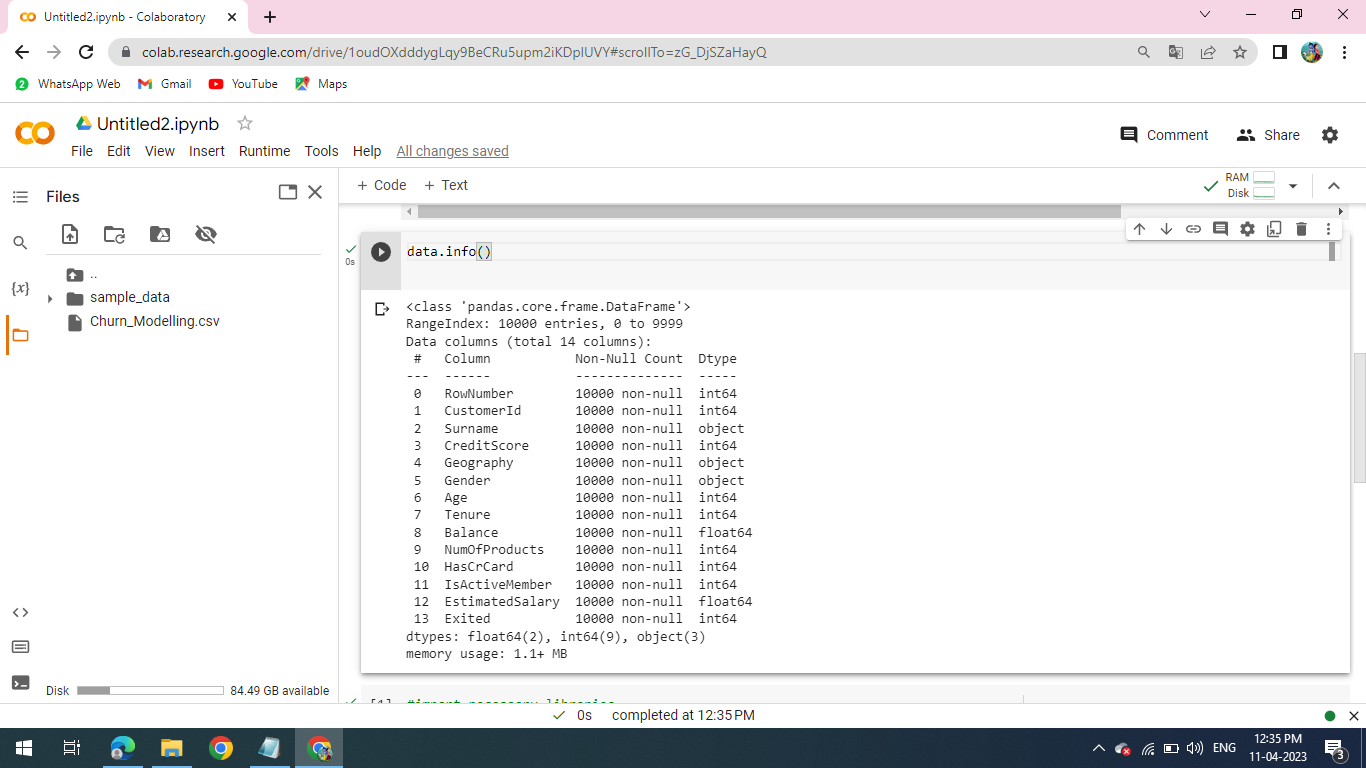 Untitled2.ipynb - Colaboratory
colab.research.google.com/drive/1oudOXdddygLqy9BeCRu5upm2iKDpIUVY#scrollTo=zG_DjSZaHayQ
WhatsApp Web Gmail YouTube Maps
Untitled2.ipynb
Comment Share
File Edit View Insert Runtime Tools Help All changes saved
Files
+ Code + Text
RAM
Disk
..
sample_data
Churn_Modelling.csv
{x}
0s
data.info()
<class 'pandas.core.frame.DataFrame'>
RangeIndex: 10000 entries, 0 to 9999
Data columns (total 14 columns):
 #   Column           Non-Null Count  Dtype
---  ------           --------------  -----
 0   RowNumber        10000 non-null  int64
 1   CustomerId       10000 non-null  int64
 2   Surname          10000 non-null  object
 3   CreditScore      10000 non-null  int64
 4   Geography        10000 non-null  object
 5   Gender           10000 non-null  object
 6   Age              10000 non-null  int64
 7   Tenure           10000 non-null  int64
 8   Balance          10000 non-null  float64
 9   NumOfProducts    10000 non-null  int64
 10  HasCrCard        10000 non-null  int64
 11  IsActiveMember   10000 non-null  int64
 12  EstimatedSalary  10000 non-null  float64
 13  Exited           10000 non-null  int64
dtypes: float64(2), int64(9), object(3)
memory usage: 1.1+ MB
Disk 84.49 GB available
[1] #import necessary libraries
0s completed at 12:35 PM
ENG
12:35 PM
11-04-2023
3